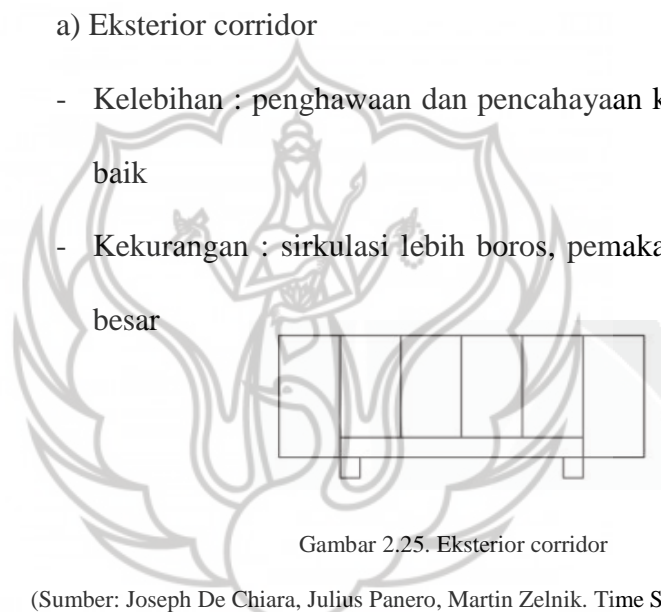 a) Eksterior corridor
- Kelebihan : penghawaan dan pencahayaan
baik
- Kekurangan : sirkulasi lebih boros,
besar
Gambar 2.25. Eksterior corridor
(Sumber: Joseph De Chiara, Julius Panero, Martin Zelnik. Time